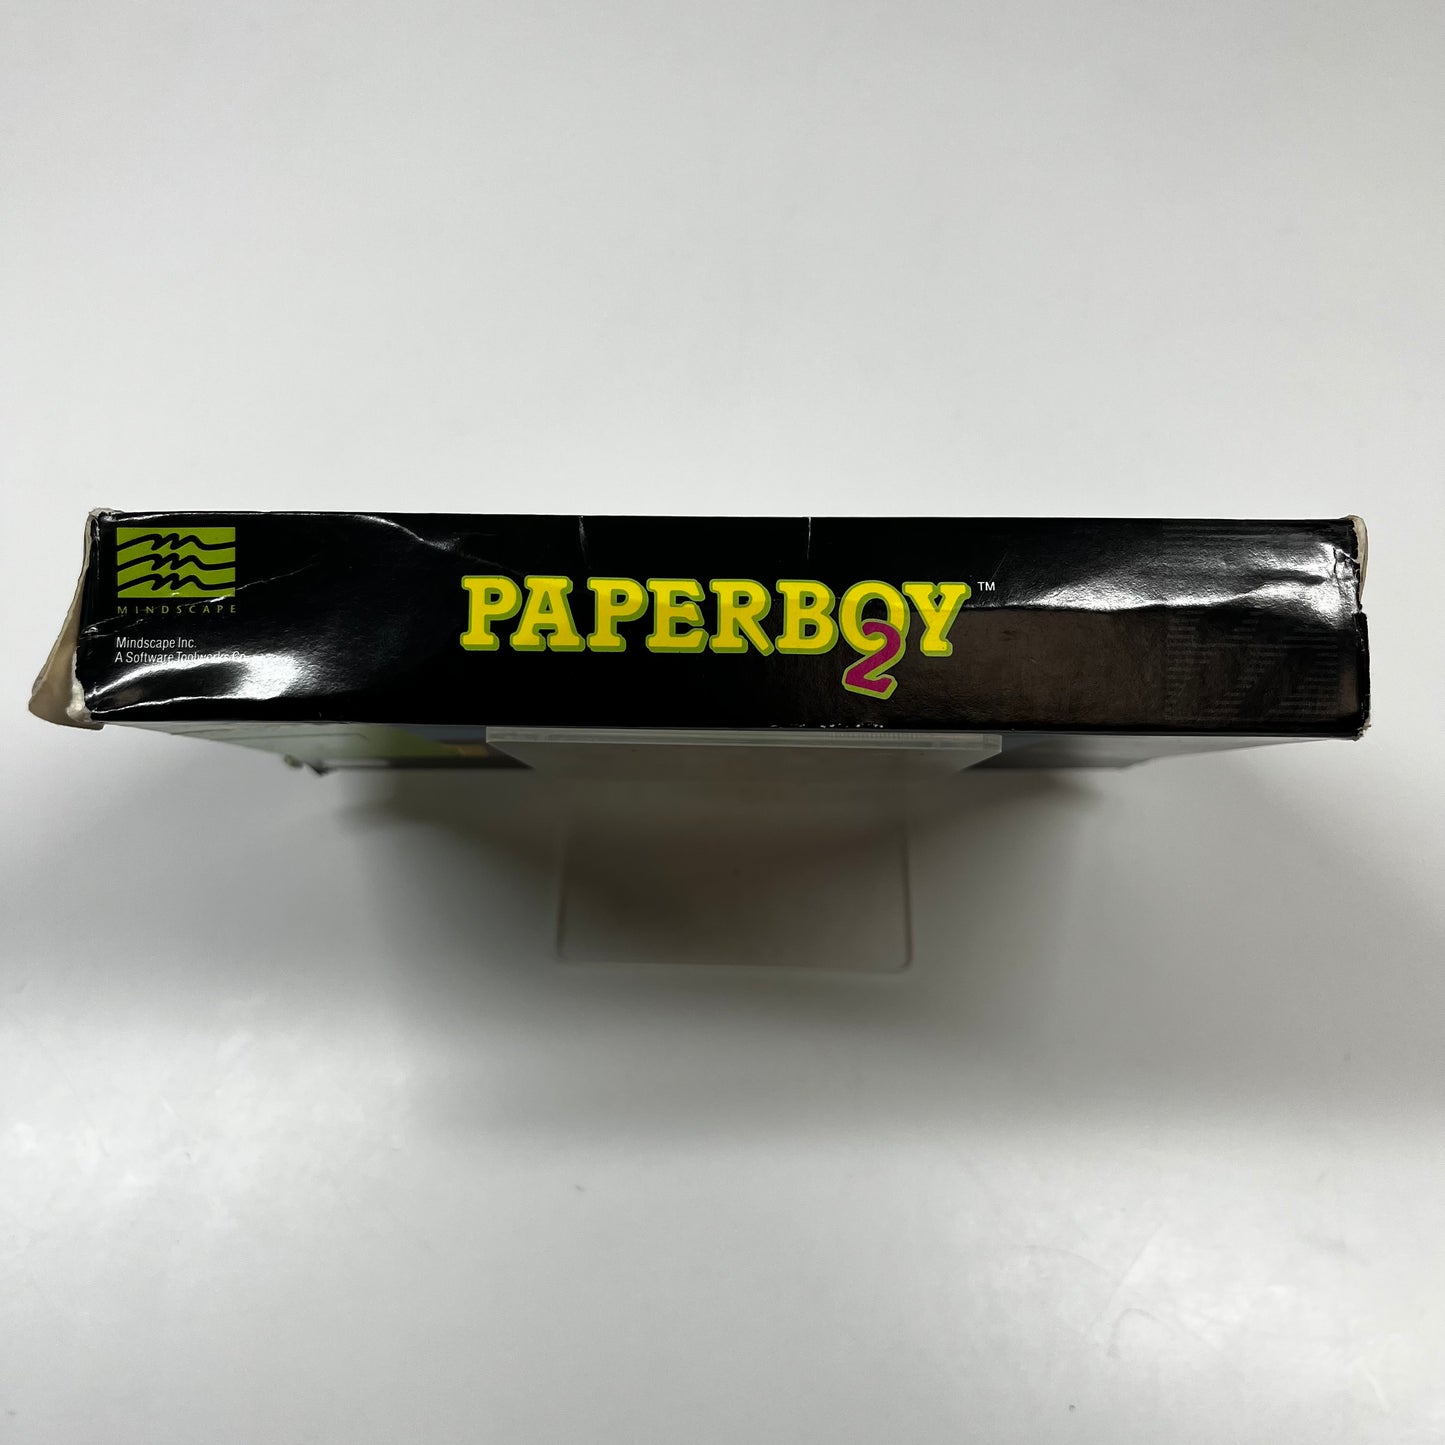 MINDSCAPE
Mindscape Inc.
A Software Toolworks Co.
PAPERBOY 2 ™